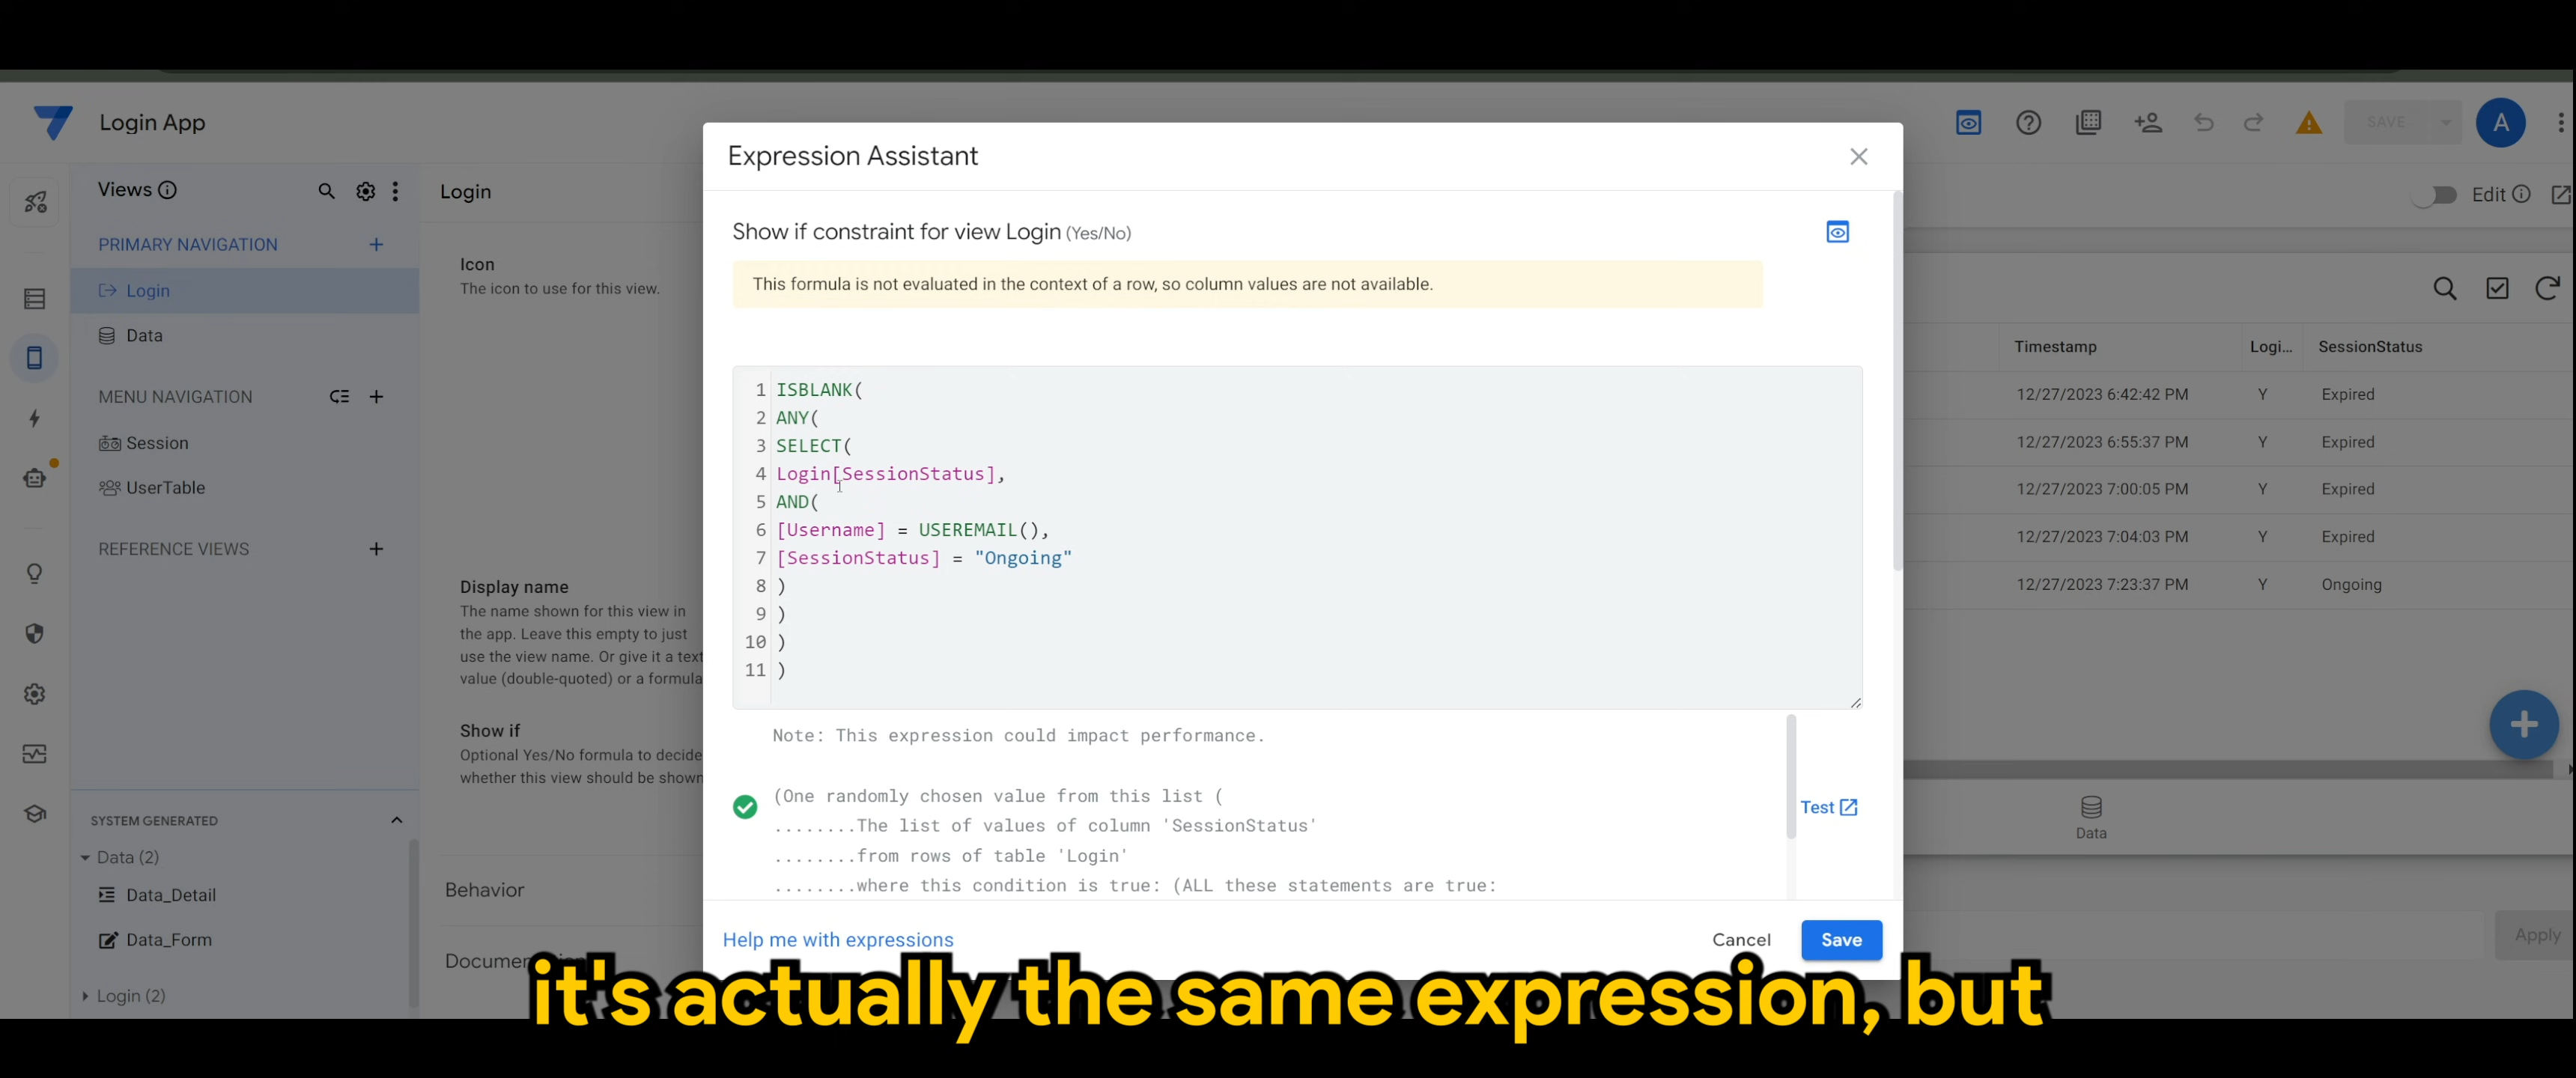 Login App
SAVE
A
Views
Login
Edit
PRIMARY NAVIGATION
Login
Data
MENU NAVIGATION
Session
UserTable
REFERENCE VIEWS
SYSTEM GENERATED
Data (2)
Data_Detail
Data_Form
Login (2)
Icon
The icon to use for this view.
Display name
The name shown for this view in
the app. Leave this empty to just
use the view name. Or give it a text
value (double-quoted) or a formula
Show if
Optional Yes/No formula to decide
whether this view should be shown
Behavior
Expression Assistant
Show if constraint for view Login (Yes/No)
This formula is not evaluated in the context of a row, so column values are not available.
1 ISBLANK(
2 ANY(
3 SELECT(
4 Login[SessionStatus],
5 AND(
6 [Username] = USEREMAIL(),
7 [SessionStatus] = "Ongoing"
8 )
9 )
10 )
11 )
Note: This expression could impact performance.
(One randomly chosen value from this list (
........The list of values of column 'SessionStatus'
........from rows of table 'Login'
........where this condition is true: (ALL these statements are true:
Test
Help me with expressions
Cancel
Save
Timestamp Logi... SessionStatus
12/27/2023 6:42:42 PM Y Expired
12/27/2023 6:55:37 PM Y Expired
12/27/2023 7:00:05 PM Y Expired
12/27/2023 7:04:03 PM Y Expired
12/27/2023 7:23:37 PM Y Ongoing
Data
Apply
it's actually the same expression, but